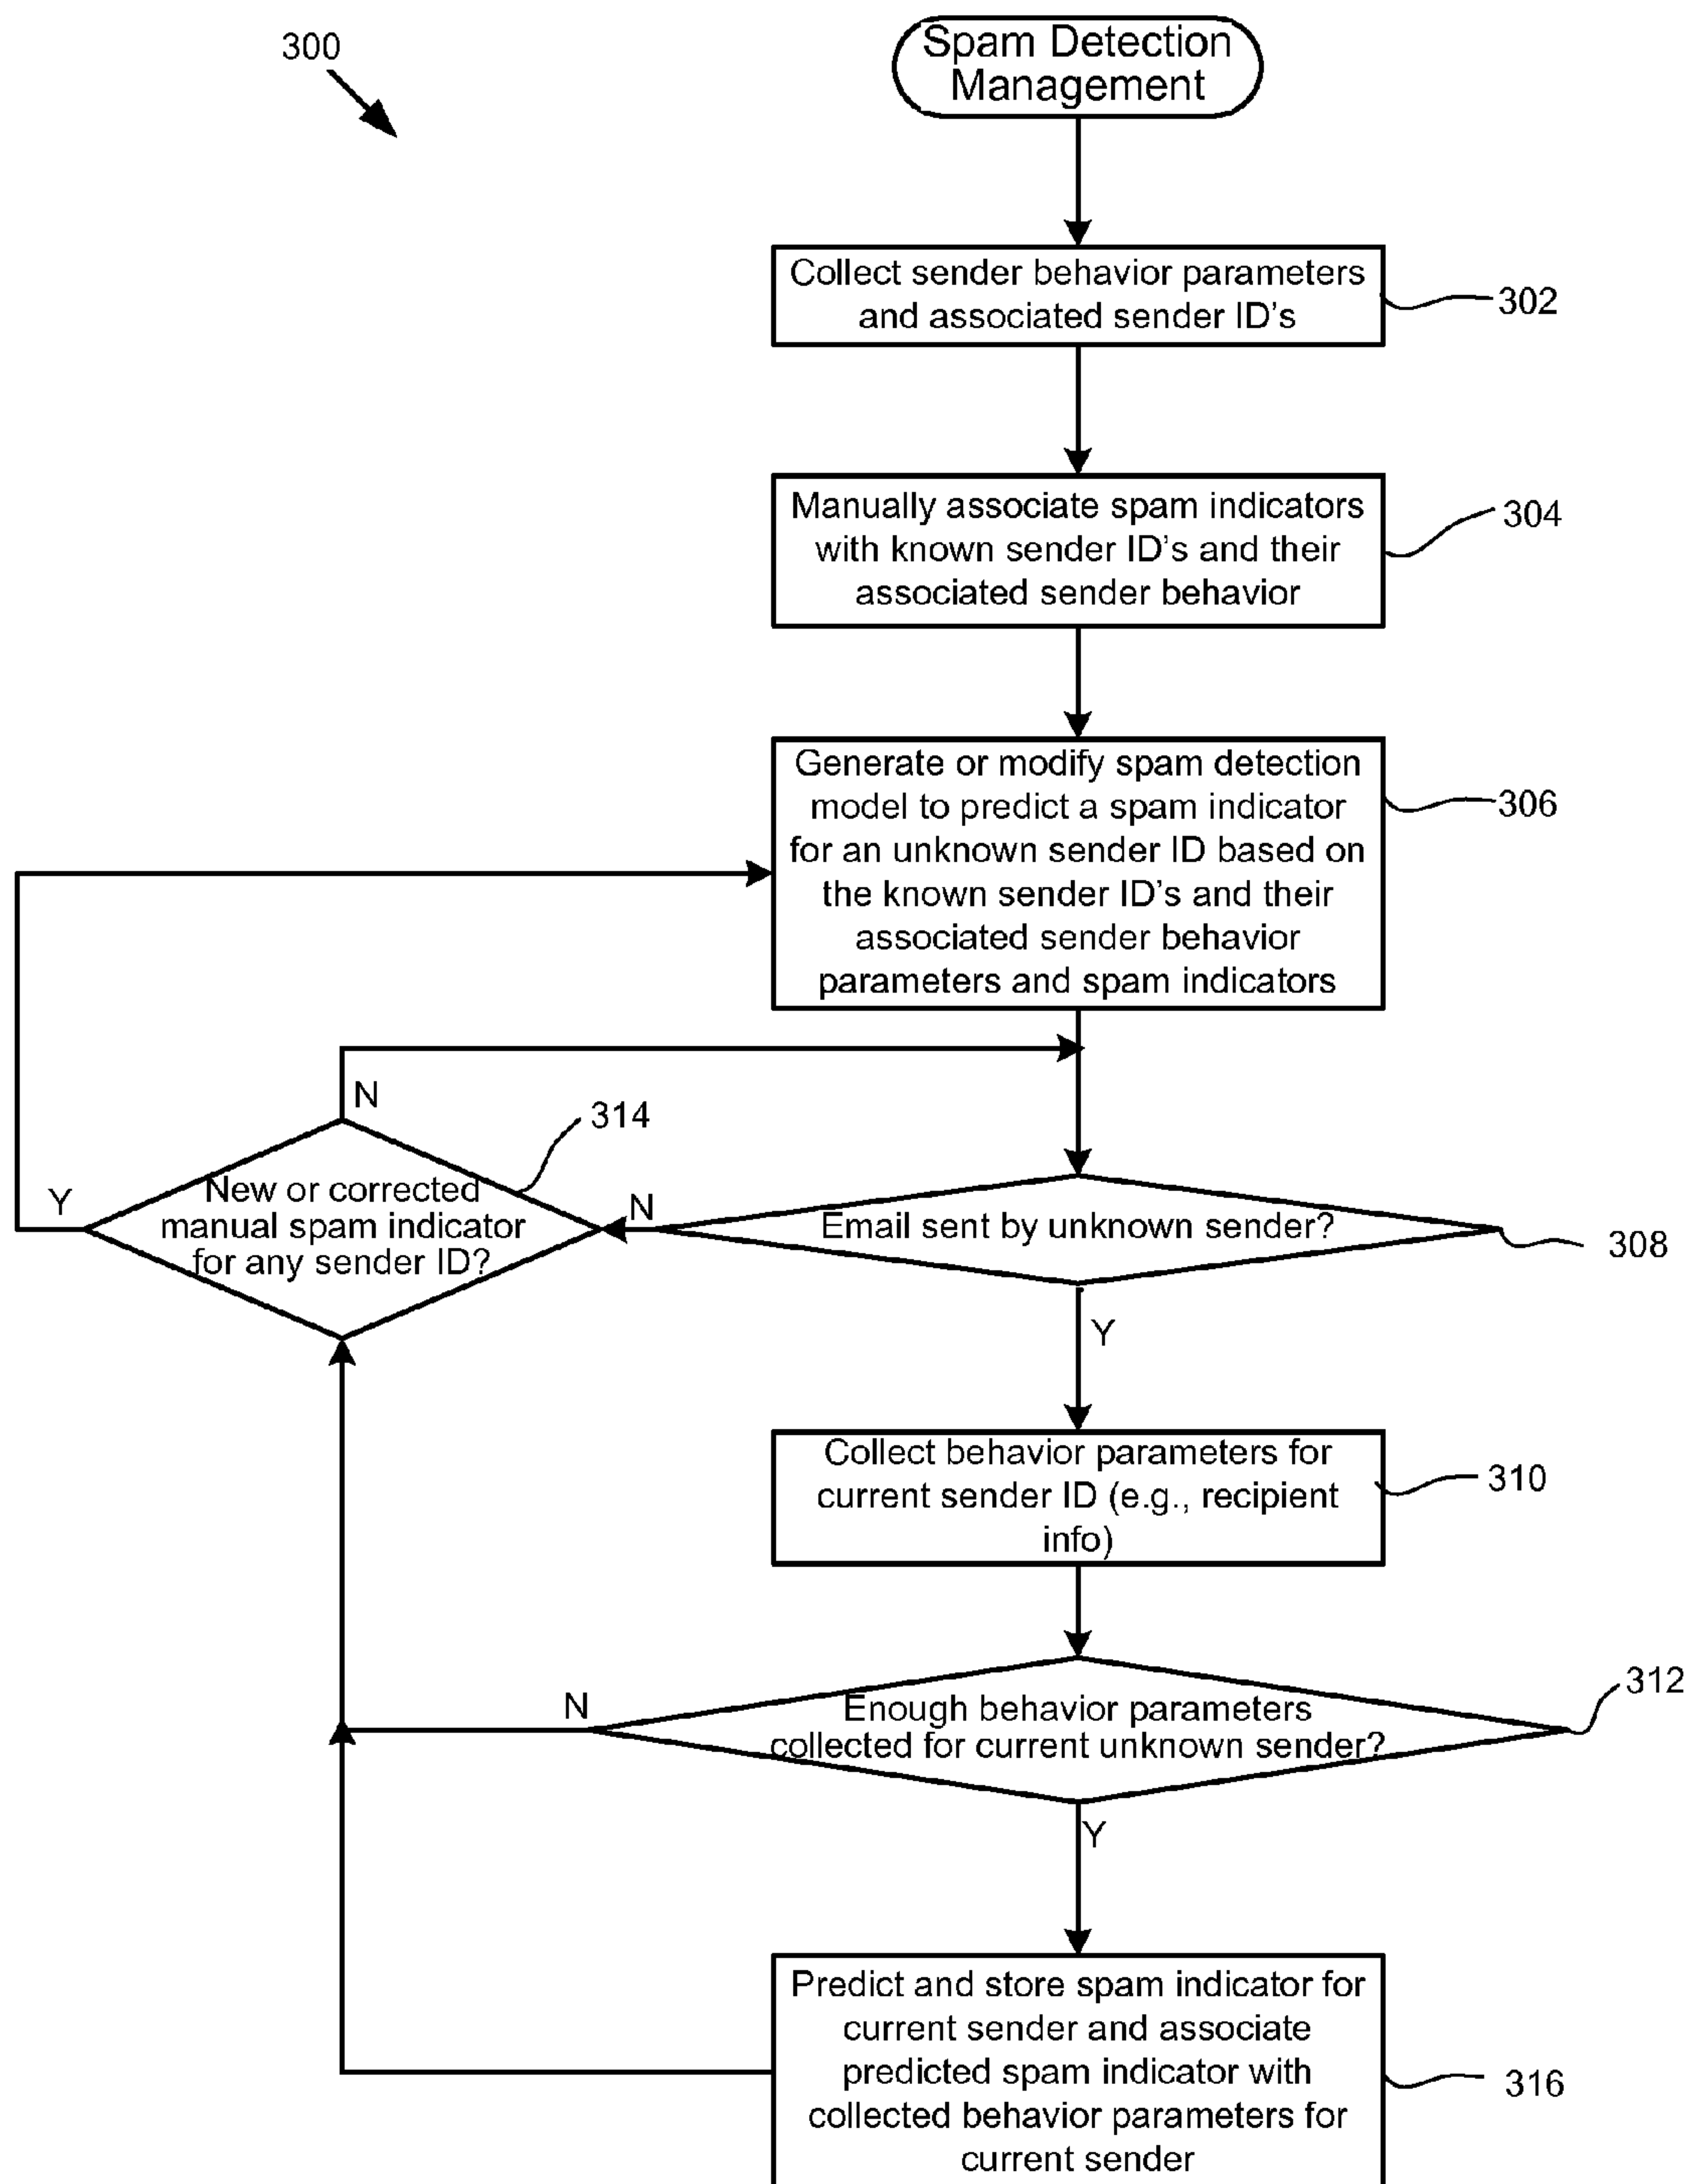 300
Spam Detection
Management
Collect sender behavior parameters
and associated sender ID's
302
Manually associate spam indicators
with known sender ID's and their
associated sender behavior
304
Generate or modify spam detection
model to predict a spam indicator
for an unknown sender ID based on
the known sender ID's and their
associated sender behavior
parameters and spam indicators
306
N
314
New or corrected
manual spam indicator
for any sender ID?
Y
N
Email sent by unknown sender?
308
Y
Collect behavior parameters for
current sender ID (e.g., recipient
info)
310
Enough behavior parameters
collected for current unknown sender?
312
N
Y
Predict and store spam indicator for
current sender and associate
predicted spam indicator with
collected behavior parameters for
current sender
316